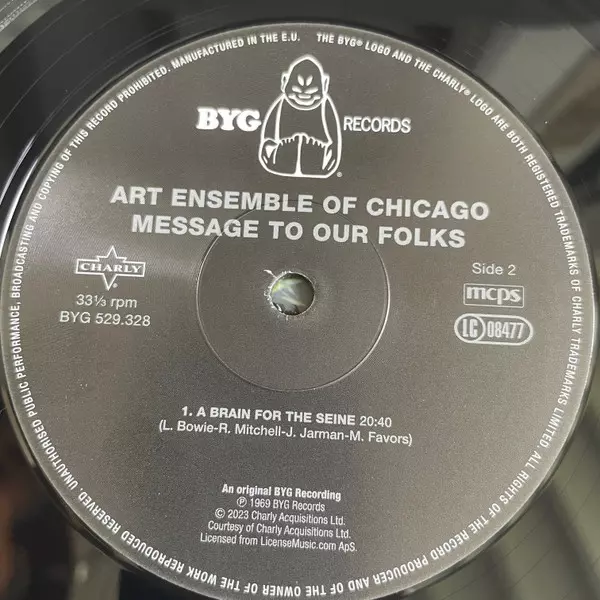 UNAUTHORISED PUBLIC PERFORMANCE, BROADCASTING AND COPYING OF THIS RECORD PROHIBITED. MANUFACTURED IN THE E.U. THE BYG® LOGO AND THE CHARLY® LOGO ARE BOTH REGISTERED TRADEMARKS OF CHARLY TRADEMARKS LIMITED. ALL RIGHTS OF THE RECORD PRODUCER AND OF THE OWNER OF THE WORK REPRODUCED RESERVED.
BYG RECORDS
®
ART ENSEMBLE OF CHICAGO
MESSAGE TO OUR FOLKS
CHARLY
®
33⅓ rpm
BYG 529.328
Side 2
mcps
LC 08477
1. A BRAIN FOR THE SEINE 20:40
(L. Bowie-R. Mitchell-J. Jarman-M. Favors)
An original BYG Recording
℗ 1969 BYG Records
© 2023 Charly Acquisitions Ltd.
Courtesy of Charly Acquisitions Ltd.
Licensed from LicenseMusic.com ApS.